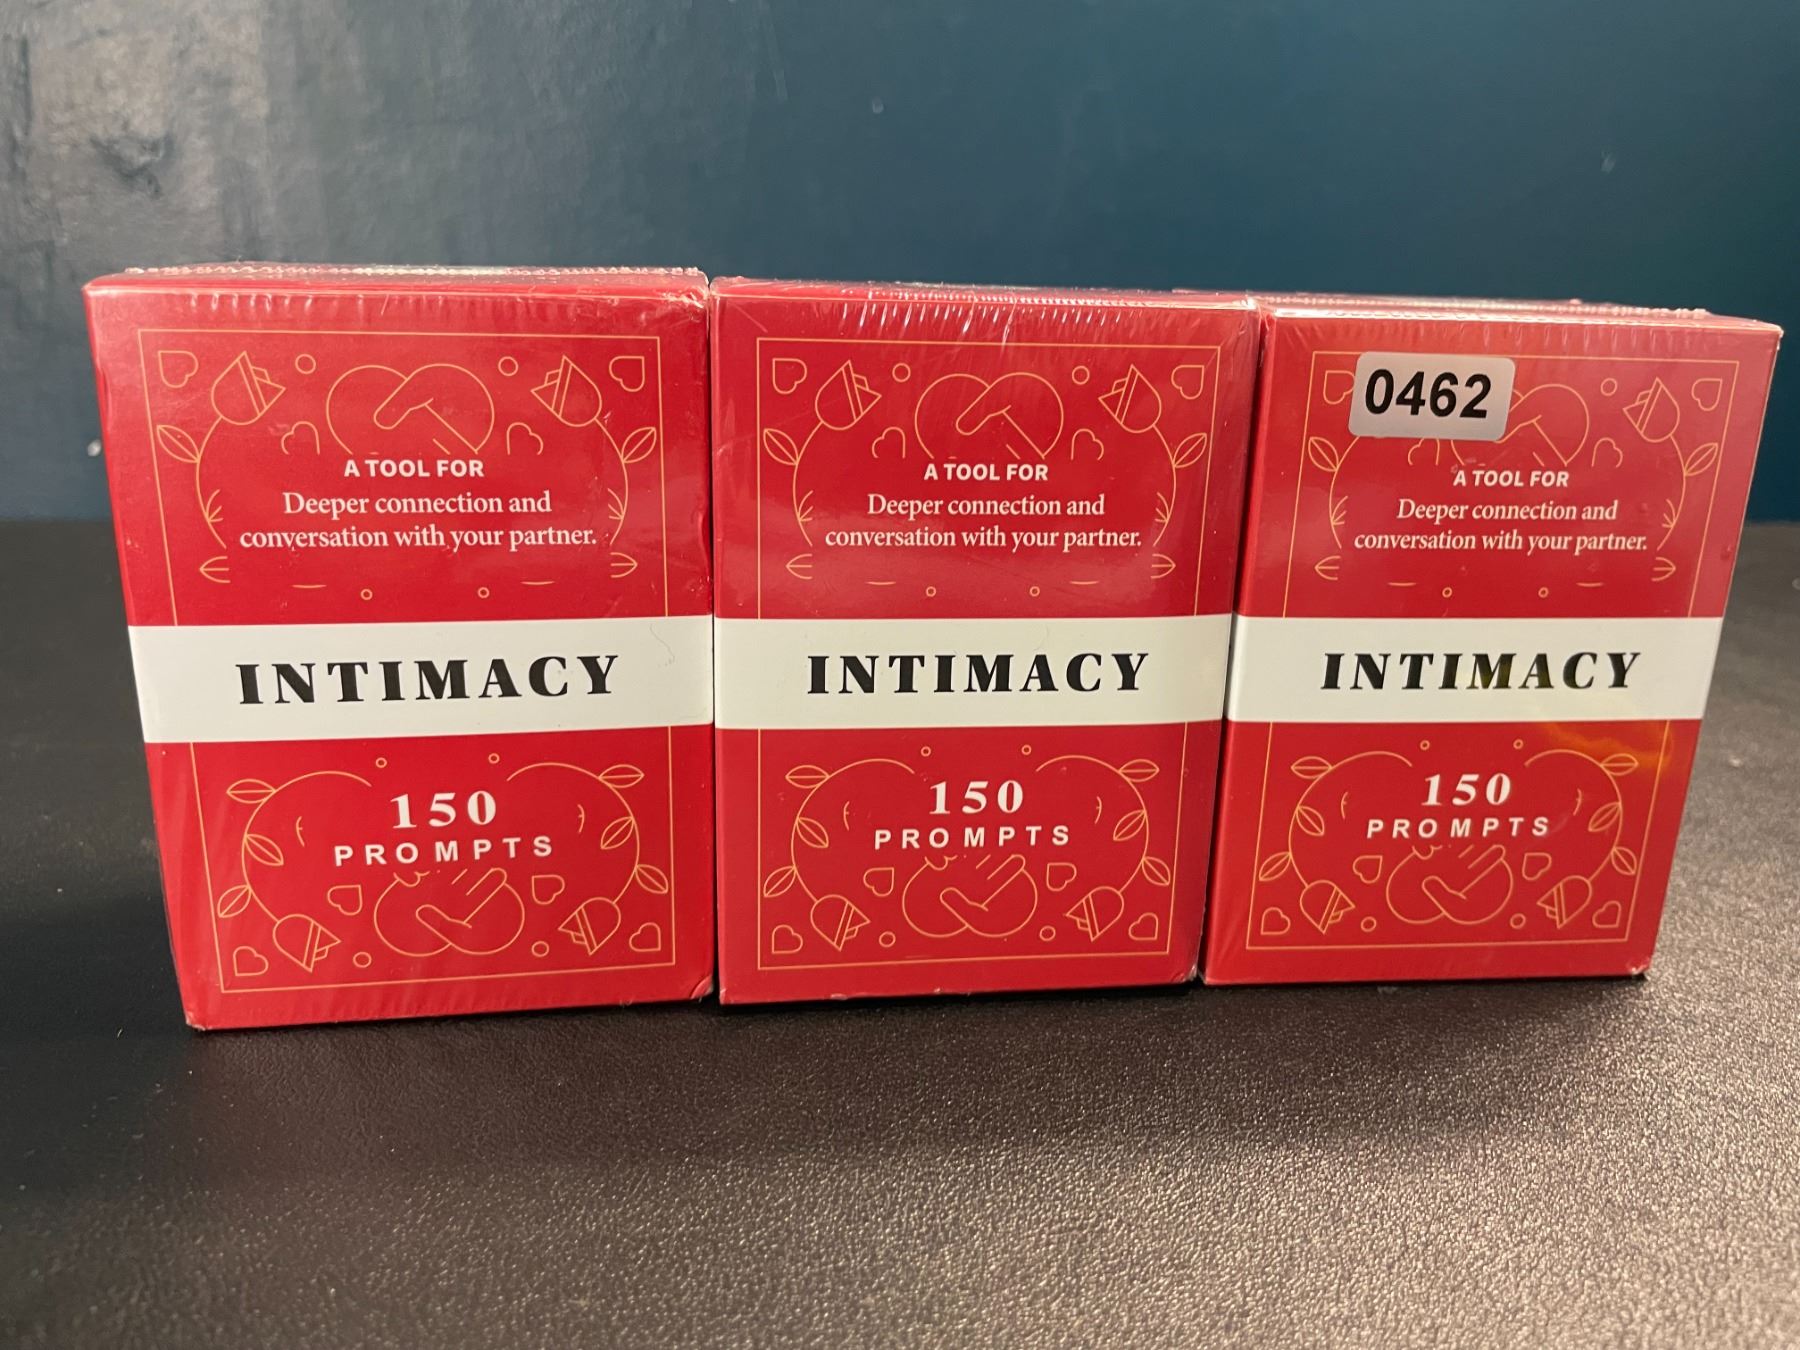 A TOOL FOR
Deeper connection and
conversation with your partner.
INTIMACY
150
PROMPTS
A TOOL FOR
Deeper connection and
conversation with your partner.
INTIMACY
150
PROMPTS
0462
A TOOL FOR
Deeper connection and
conversation with your partner.
INTIMACY
150
PROMPTS